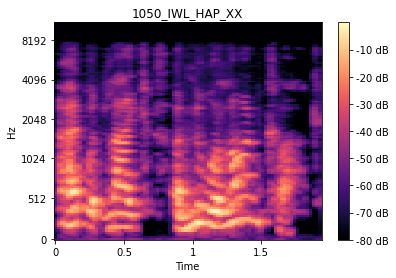 1050_IWL_HAP_XX
8192
4096
2048
1024
512
0
Hz
0
0.5
1
1.5
Time
-10 dB
-20 dB
-30 dB
-40 dB
-50 dB
-60 dB
-70 dB
-80 dB